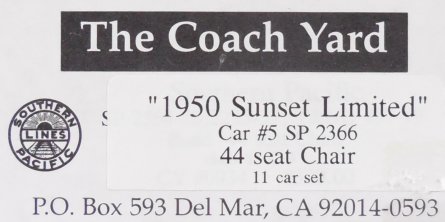 The Coach Yard
SOUTHERN
LINES
PACIFIC
"1950 Sunset Limited"
Car #5 SP 2366
44 seat Chair
11 car set
P.O. Box 593 Del Mar, CA 92014-0593